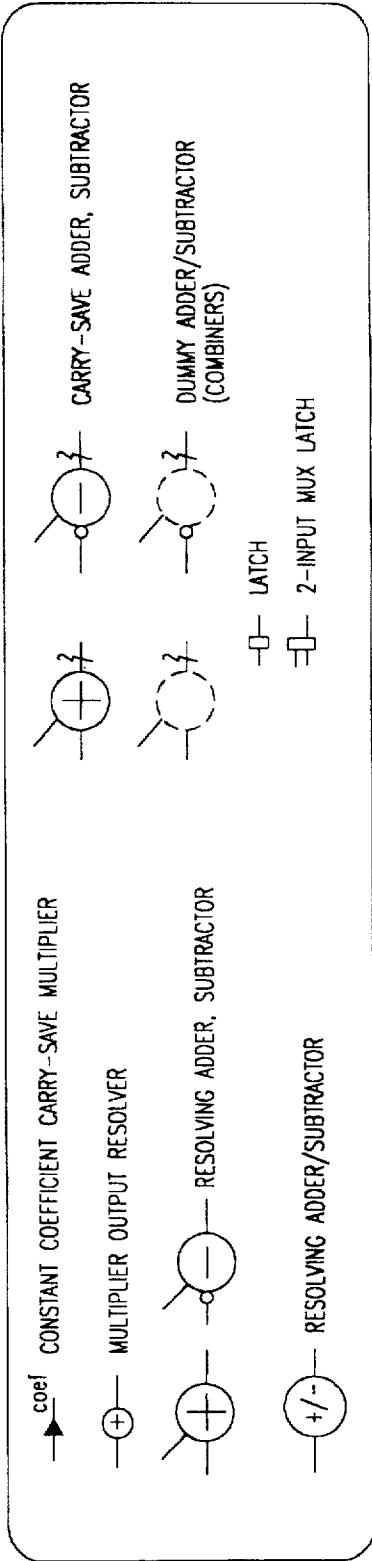 coef CONSTANT COEFFICIENT CARRY-SAVE MULTIPLIER
MULTIPLIER OUTPUT RESOLVER
RESOLVING ADDER, SUBTRACTOR
+/- RESOLVING ADDER/SUBTRACTOR
CARRY-SAVE ADDER, SUBTRACTOR
DUMMY ADDER/SUBTRACTOR
(COMBINERS)
LATCH
2-INPUT MUX LATCH